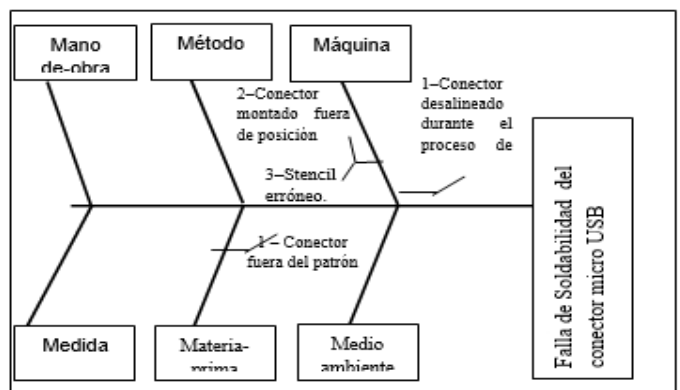 Mano
de-obra
Método
Máquina
2–Conector
montado fuera
de posición
1–Conector
desalineado
durante el
proceso de
3–Stencil
erróneo.
1 – Conector
fuera del patrón
Medida
Materia-
prima
Medio
ambiente
Falla de Soldabilidad del
conector micro USB